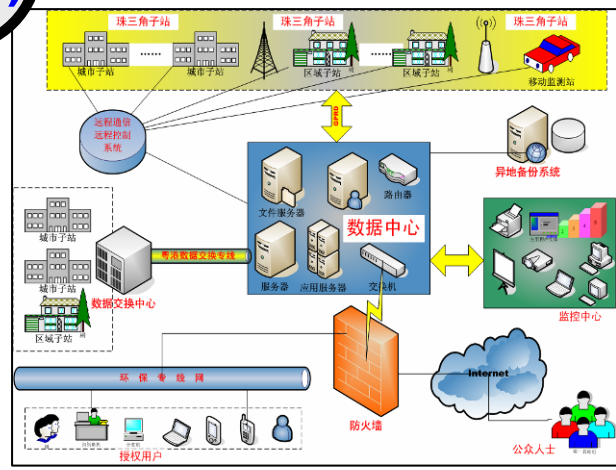 珠三角子站
珠三角子站
珠三角子站
城市子站
......
城市子站
区域子站
......
区域子站
移动监测站
远程通信
远程控制
系统
GPRD
异地备份系统
文件服务器
路由器
数据中心
服务器
应用服务器
交换机
城市子站
城市子站
区域子站
数据交换中心
粤港数据交换专线
监控中心
环保专线网
防火墙
Internet
授权用户
公众人士